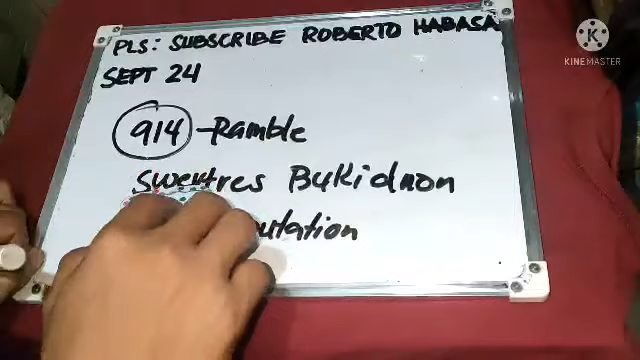 PLS: SUBSCRIBE ROBERTO HABASA
SEPT 24
914 -Ramble
Swertres Bukidnon
K
KINEMASTER